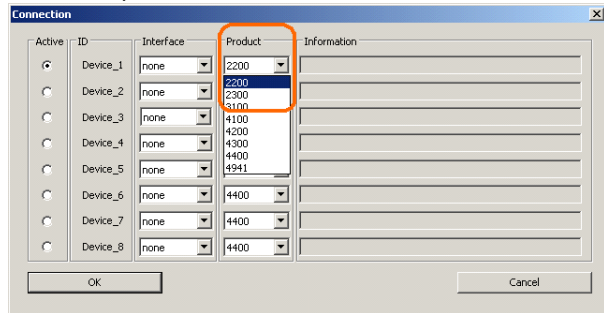 Connection
Active ID Interface Product Information
Device_1 none 2200
2200
Device_2 none 2300
3100
Device_3 none 4100
4200
Device_4 none 4300
4400
Device_5 none 4941
Device_6 none 4400
Device_7 none 4400
Device_8 none 4400
OK Cancel